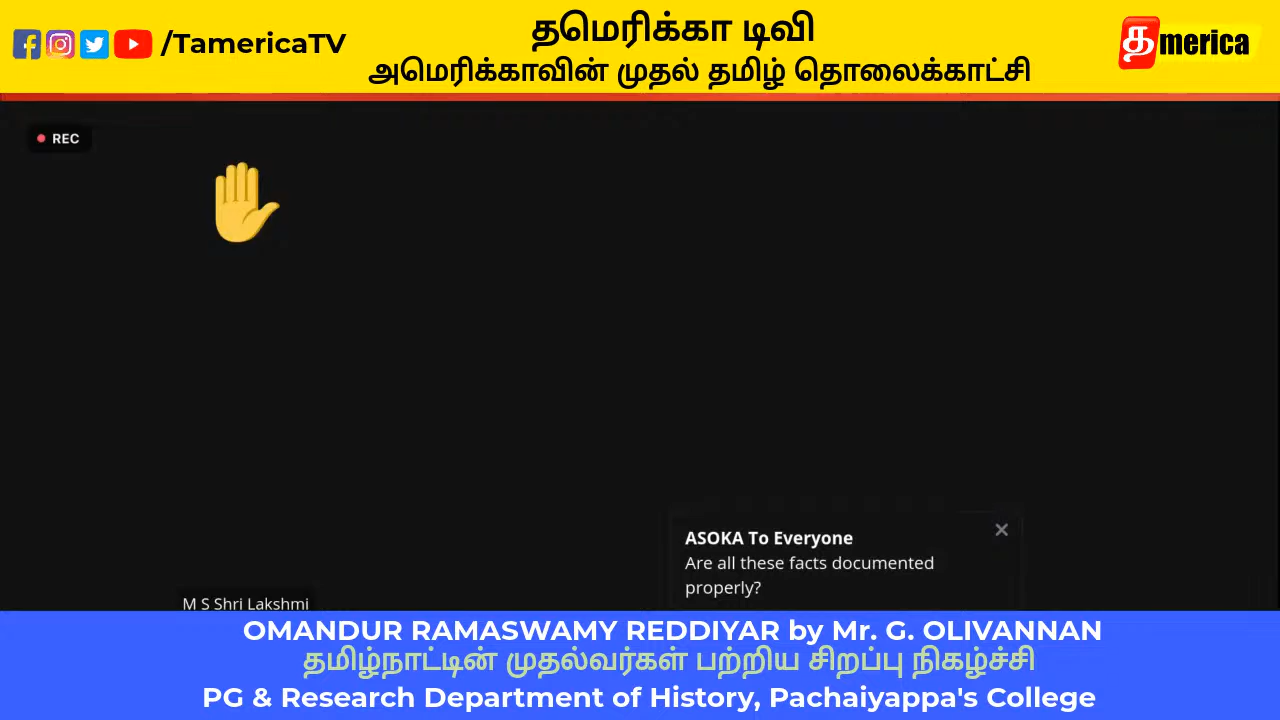 /TamericaTV
தமெரிக்கா டிவி
அமெரிக்காவின் முதல் தமிழ் தொலைக்காட்சி
தmerica
REC
ASOKA To Everyone
Are all these facts documented
properly?
M S Shri Lakshmi
OMANDUR RAMASWAMY REDDIYAR by Mr. G. OLIVANNAN
தமிழ்நாட்டின் முதல்வர்கள் பற்றிய சிறப்பு நிகழ்ச்சி
PG & Research Department of History, Pachaiyappa's College